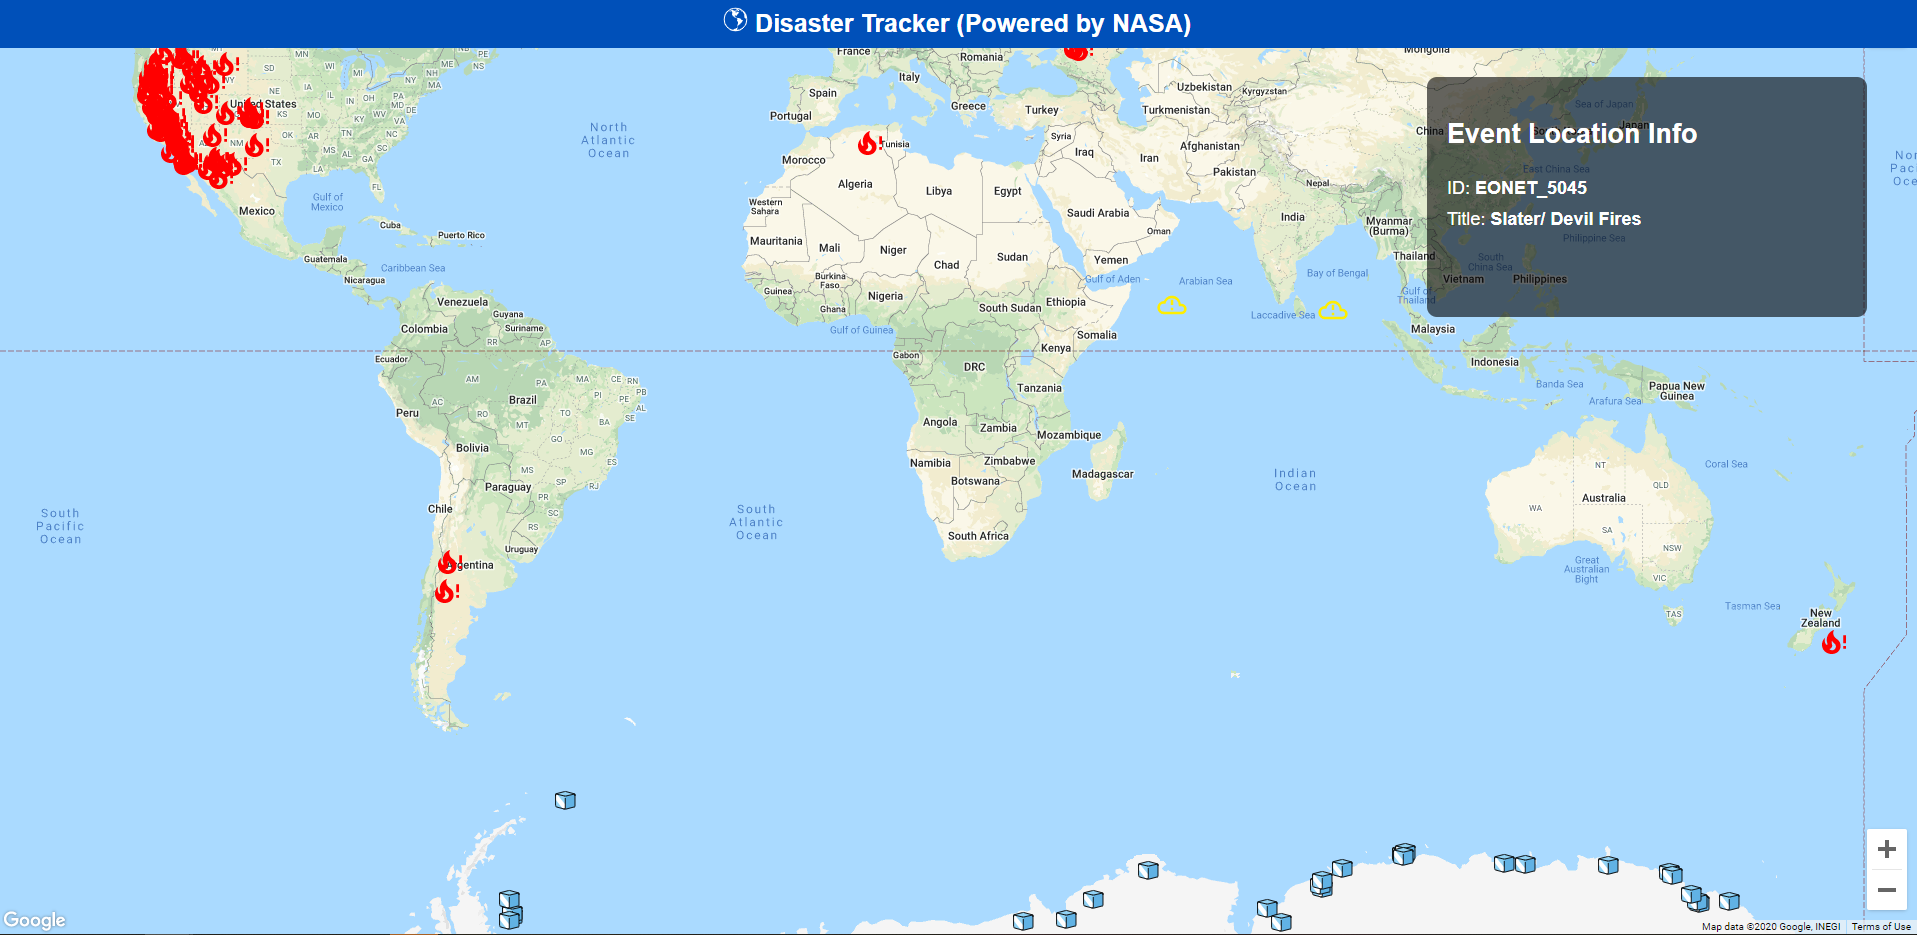 Disaster Tracker (Powered by NASA)
Event Location Info
ID: EONET_5045
Title: Slater/ Devil Fires
MT
NB
PE
France
Romania
Mongolia
SD
MN
WI
MI
ME
NS
NH
NY
MA
WY
Italy
Uzbekistan
Kyrgyzstan
NE
IA
IL
IN
OH
PA
Spain
Greece
Turkey
Turkmenistan
Sea of Japan
United States
MD
DE
KS
MO
KY
WV
VA
Portugal
China
South Korea
Japan
North
Atlantic
Ocean
OK
AR
TN
NC
Tunisia
Syria
Iraq
Iran
Afghanistan
NM
MS
AL
SC
GA
TX
LA
Morocco
Pakistan
East China Sea
FL
Algeria
Libya
Egypt
Nepal
Gulf of
Mexico
Western
Sahara
Mexico
Cuba
Puerto Rico
Saudi Arabia
Oman
India
Myanmar
(Burma)
Philippine Sea
Mauritania
Mali
Niger
Chad
Sudan
Yemen
Thailand
South
China Sea
Guatemala
Caribbean Sea
Nicaragua
Burkina
Faso
Gulf of Aden
Arabian Sea
Bay of Bengal
Vietnam
Philippines
Guinea
Nigeria
Ethiopia
South Sudan
Gulf of
Thailand
Venezuela
Guyana
Suriname
Ghana
Gulf of Guinea
Laccadive Sea
Malaysia
Colombia
RR
AP
Somalia
Kenya
Gabon
Ecuador
DRC
Indonesia
AM
PA
MA
CE
RN
PB
PI
PE
AL
SE
AC
RO
TO
BA
Brazil
Peru
Tanzania
Banda Sea
Arafura Sea
Papua New
Guinea
MT
GO
Bolivia
MG
ES
MS
SP
RJ
Angola
Zambia
Mozambique
Namibia
Zimbabwe
Botswana
Madagascar
Indian
Ocean
NT
Coral Sea
QLD
Australia
WA
SA
NSW
VIC
Paraguay
PR
SC
RS
Chile
South
Pacific
Ocean
South
Atlantic
Ocean
South Africa
Uruguay
Argentina
Great
Australian
Bight
Tasman Sea
TAS
New
Zealand
Google
Map data ©2020 Google, INEGI
Terms of Use